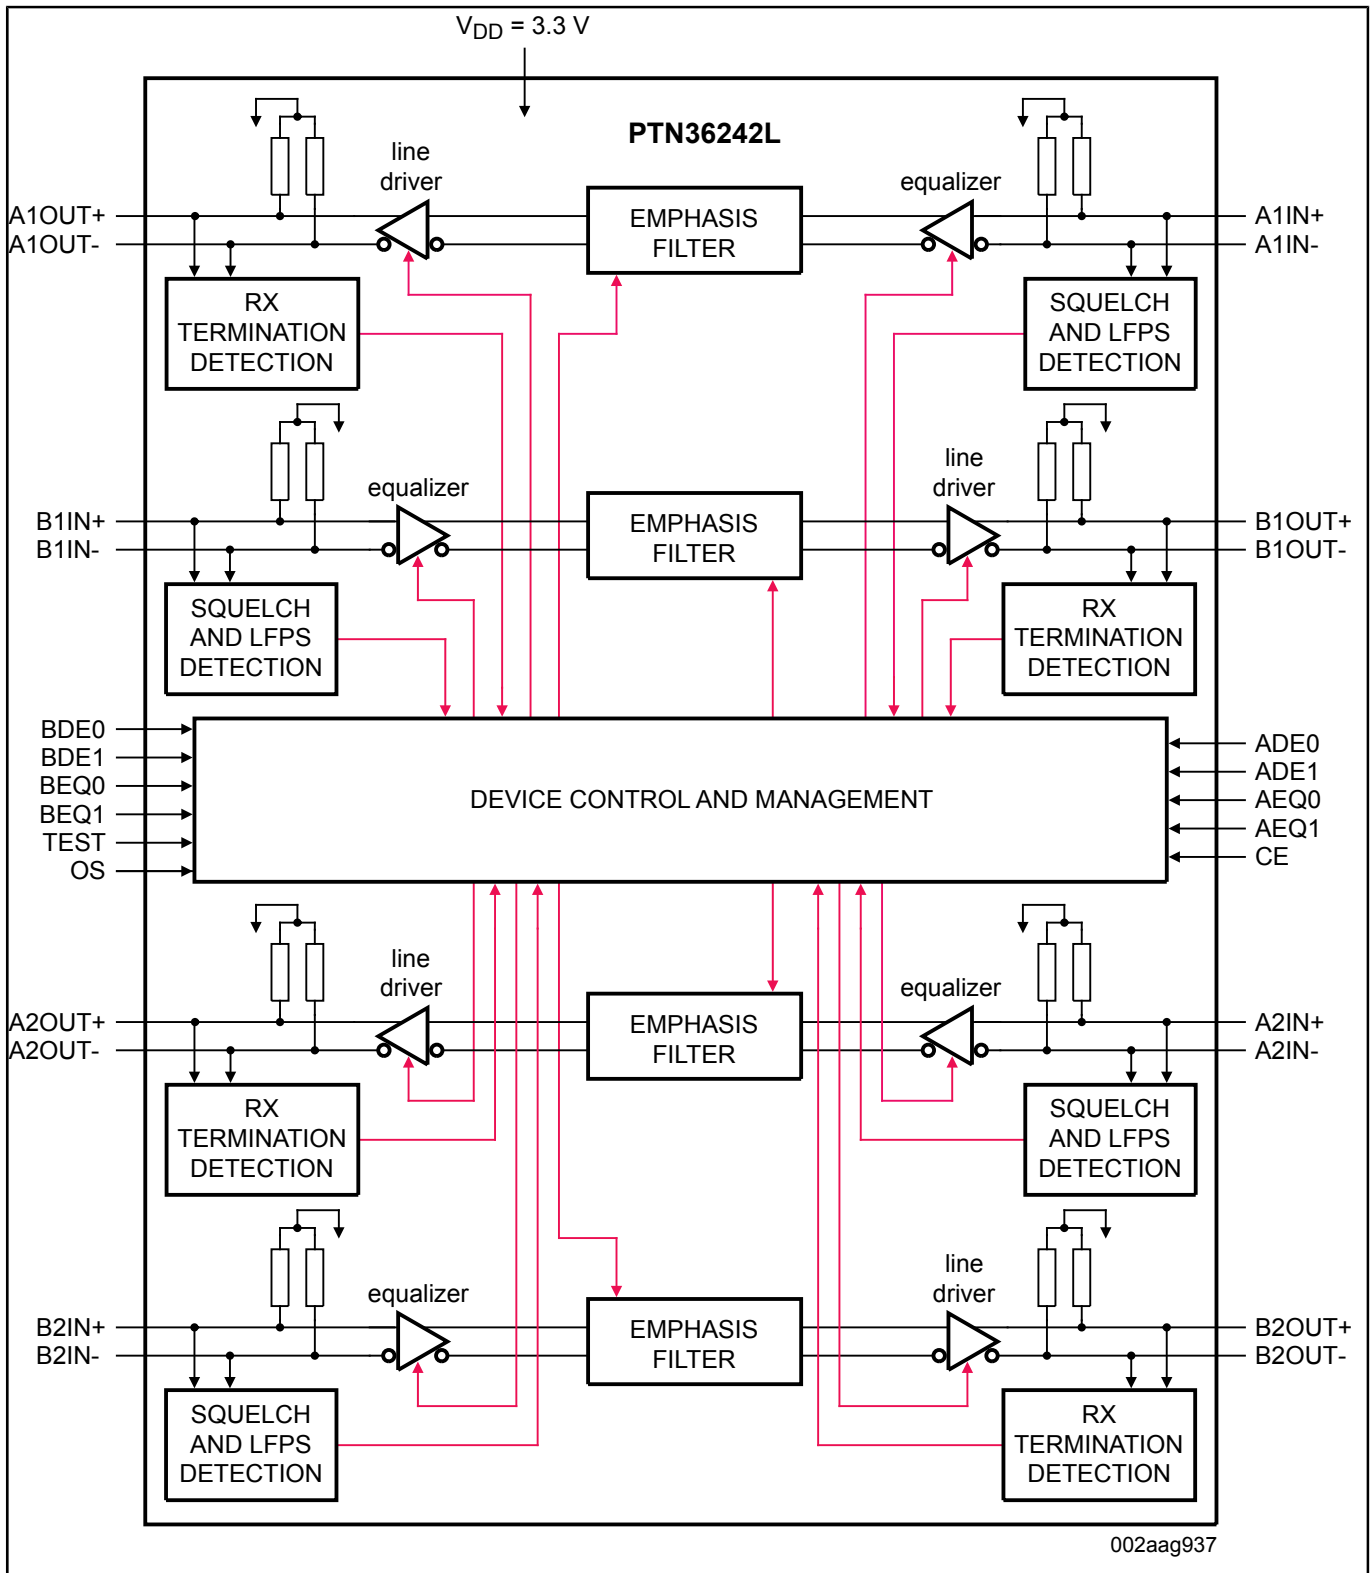 VDD = 3.3 V
PTN36242L
line
driver
equalizer
A1OUT+
A1OUT-
EMPHASIS
FILTER
A1IN+
A1IN-
RX
TERMINATION
DETECTION
SQUELCH
AND LFPS
DETECTION
equalizer
line
driver
B1IN+
B1IN-
EMPHASIS
FILTER
B1OUT+
B1OUT-
SQUELCH
AND LFPS
DETECTION
RX
TERMINATION
DETECTION
BDE0
BDE1
BEQ0
BEQ1
TEST
OS
DEVICE CONTROL AND MANAGEMENT
ADE0
ADE1
AEQ0
AEQ1
CE
line
driver
equalizer
A2OUT+
A2OUT-
EMPHASIS
FILTER
A2IN+
A2IN-
RX
TERMINATION
DETECTION
SQUELCH
AND LFPS
DETECTION
equalizer
line
driver
B2IN+
B2IN-
EMPHASIS
FILTER
B2OUT+
B2OUT-
SQUELCH
AND LFPS
DETECTION
RX
TERMINATION
DETECTION
002aag937